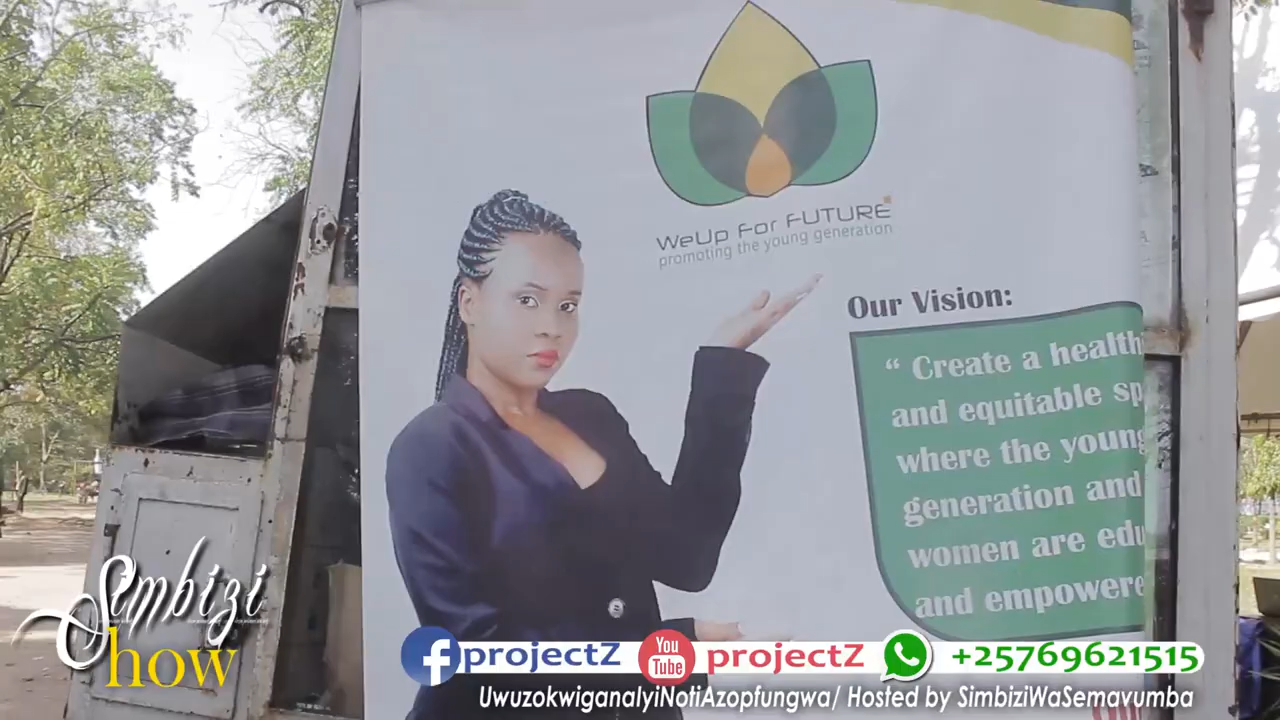 WeUp For FUTURE
promoting the young generation
Our Vision:
“ Create a health
and equitable sp
where the young
generation and
women are edu
and empowere
Simbizi
Show
projectZ
You
Tube
projectZ
+25769621515
UwuzokwiganaIyiNotiAzopfungwa/ Hosted by SimbiziWaSemavumba